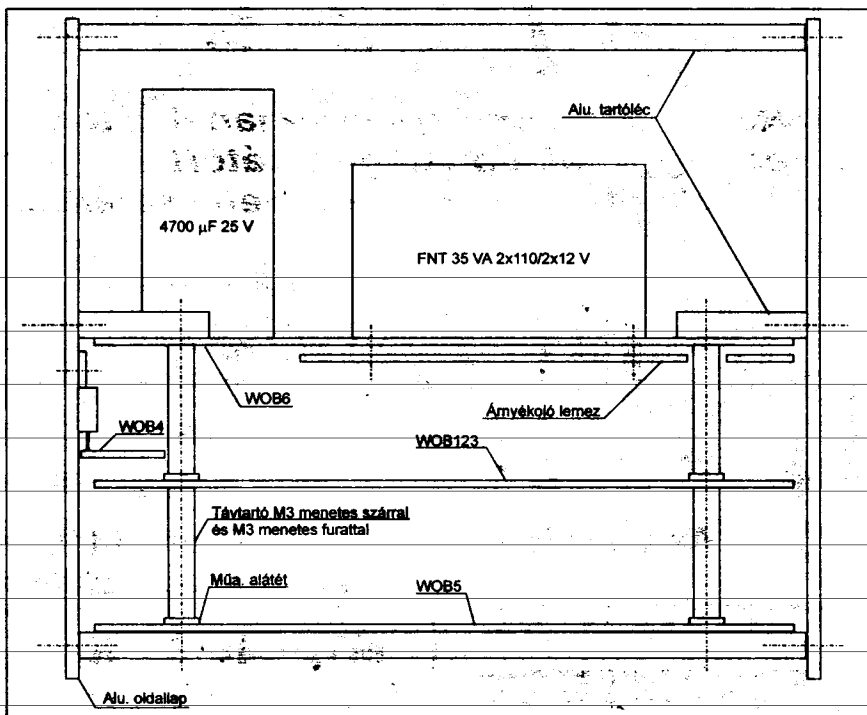 Alu. tartóléc
4700 µF 25 V
FNT 35 VA 2x110/2x12 V
WOB6
Árnyékoló lemez
WOB4
WOB123
Távtartó M3 menetes szárral
és M3 menetes furattal
Műa. alátét
WOB5
Alu. oldallap